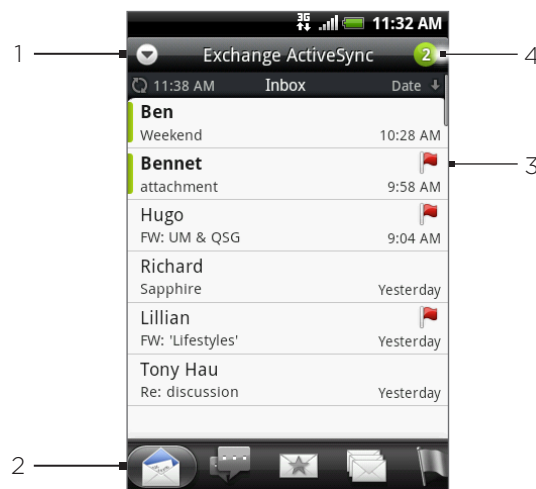 3G 11:32 AM
1 Exchange ActiveSync 2 4
11:38 AM Inbox Date
Ben
Weekend 10:28 AM
Bennet 3
attachment 9:58 AM
Hugo
FW: UM & QSG 9:04 AM
Richard
Sapphire Yesterday
Lillian
FW: 'Lifestyles' Yesterday
Tony Hau
Re: discussion Yesterday
2